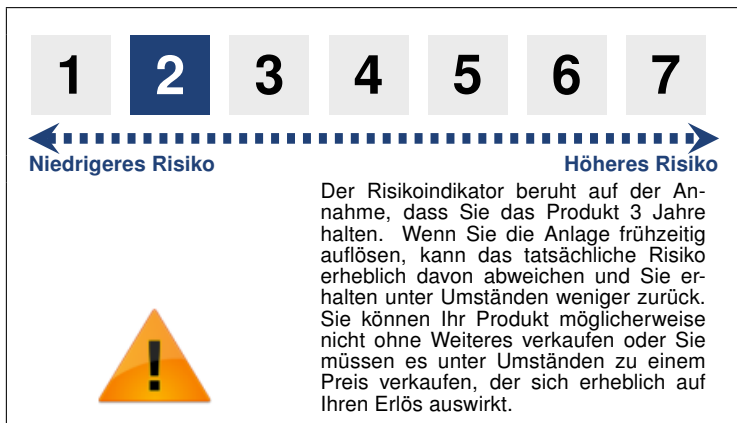 1 2 3 4 5 6 7
Niedrigeres Risiko Höheres Risiko
Der Risikoindikator beruht auf der An-
nahme, dass Sie das Produkt 3 Jahre
halten. Wenn Sie die Anlage frühzeitig
auflösen, kann das tatsächliche Risiko
erheblich davon abweichen und Sie er-
halten unter Umständen weniger zurück.
Sie können Ihr Produkt möglicherweise
nicht ohne Weiteres verkaufen oder Sie
müssen es unter Umständen zu einem
Preis verkaufen, der sich erheblich auf
Ihren Erlös auswirkt.
!